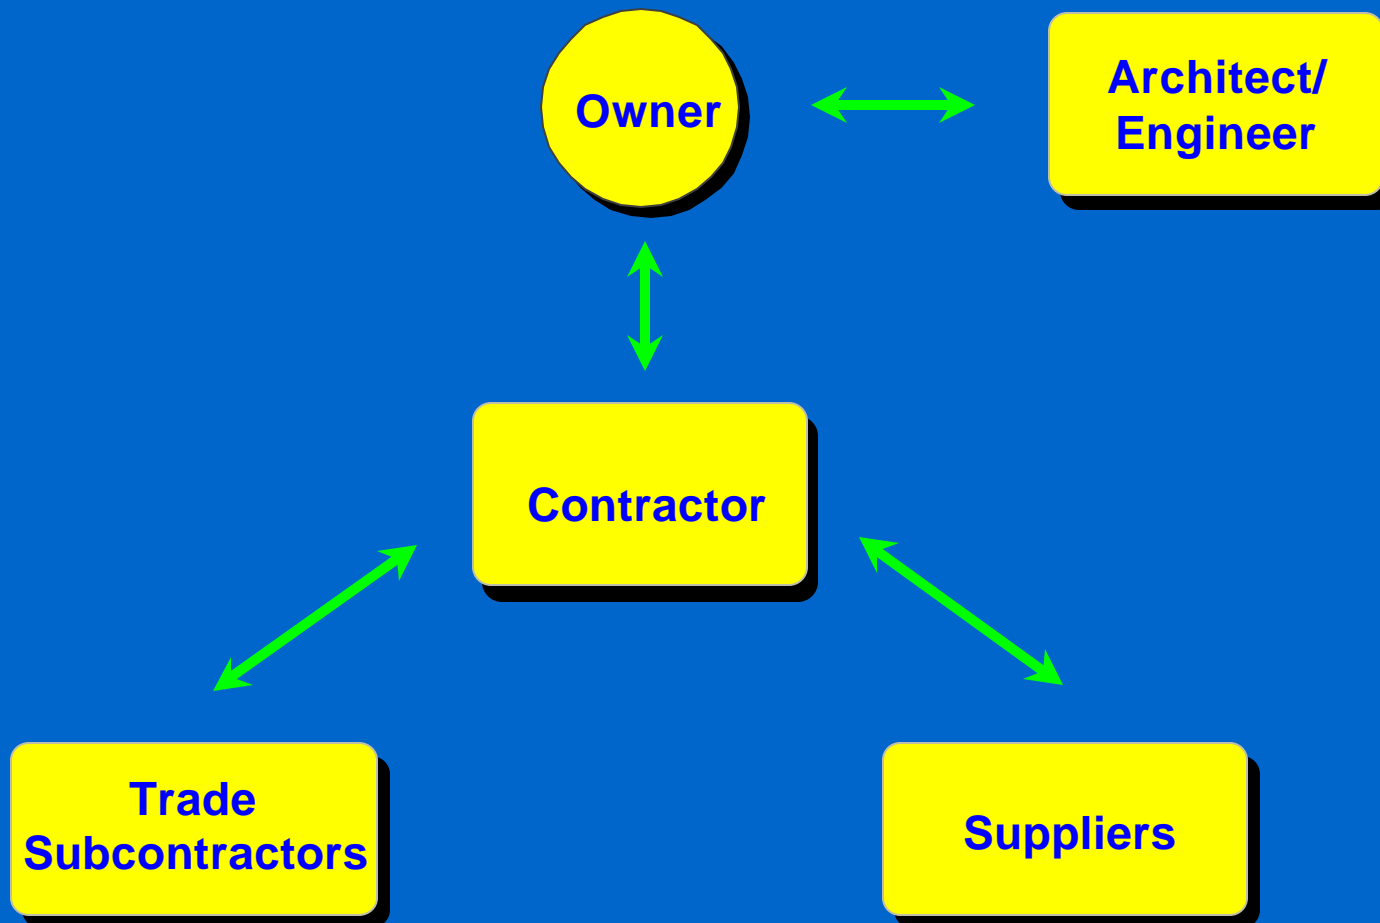 Owner
Architect/
Engineer
Contractor
Trade
Subcontractors
Suppliers